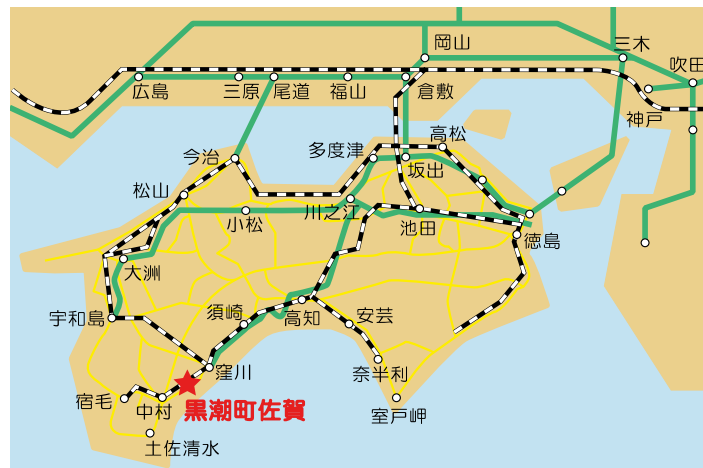 岡山
三木
吹田
広島
三原
尾道
福山
倉敷
神戸
高松
多度津
坂出
今治
松山
川之江
小松
池田
徳島
大洲
宇和島
須崎
高知
安芸
窪川
奈半利
宿毛
中村
黒潮町佐賀
室戸岬
土佐清水